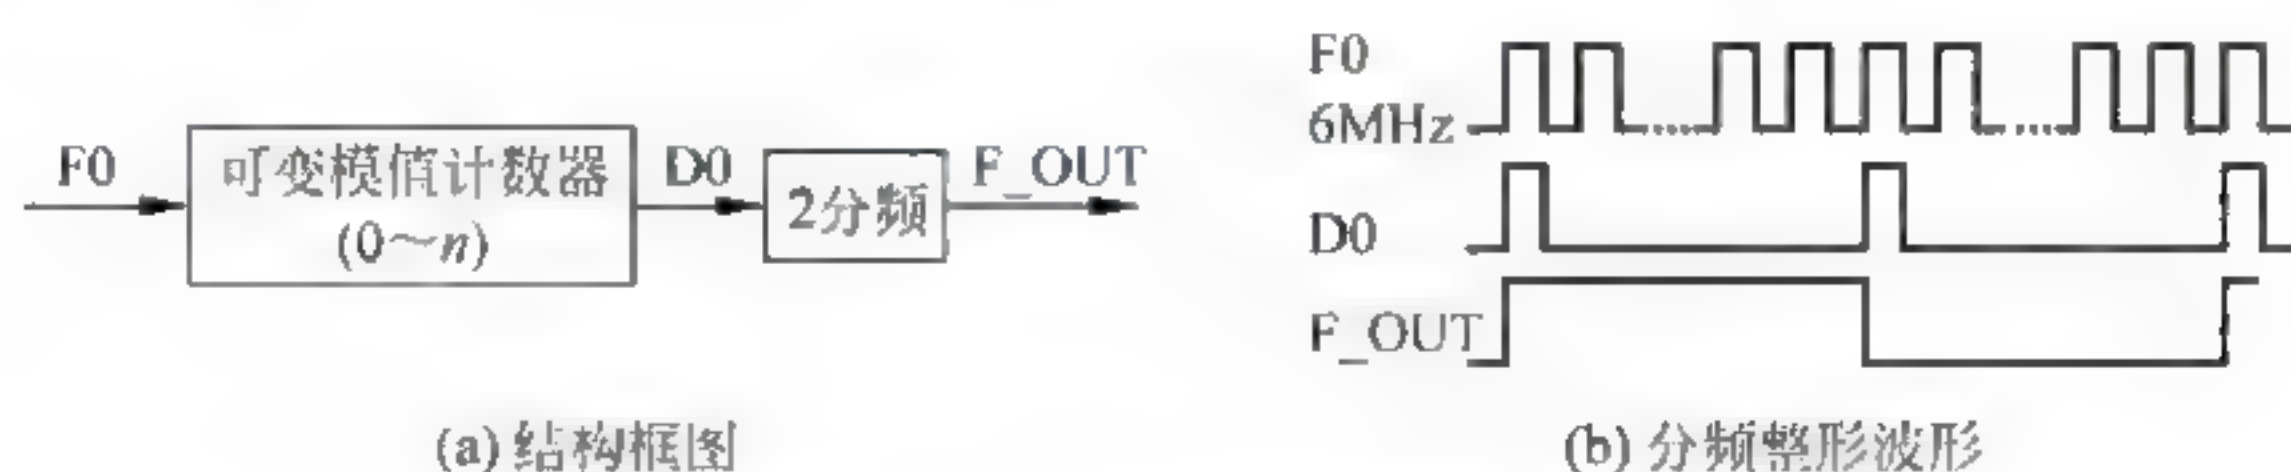 F0
可变模值计数器
(0～n)
D0
2分频
F_OUT
(a) 结构框图
F0
6MHz
D0
F_OUT
(b) 分频整形波形